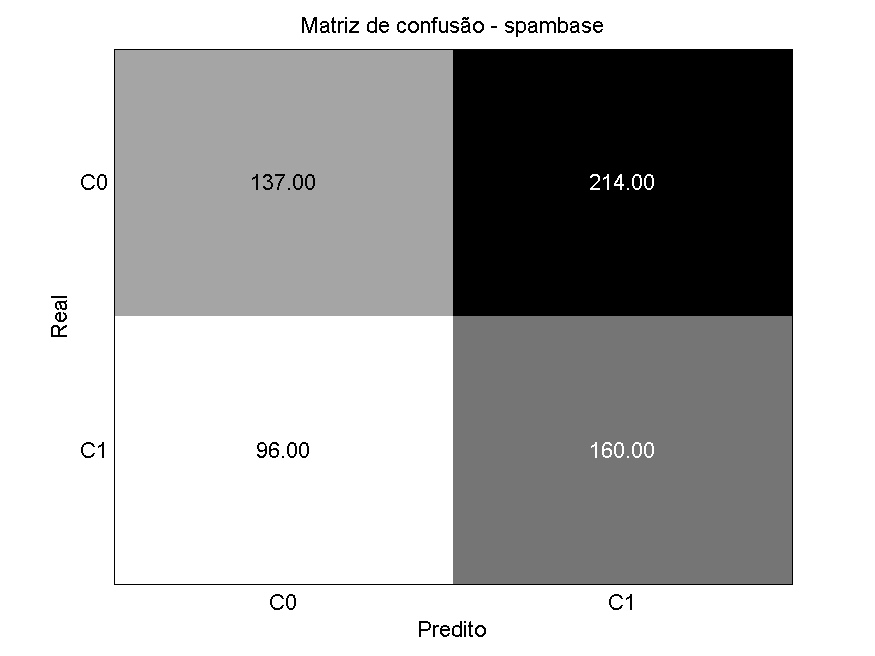 Matriz de confusão - spambase
C0 137.00 214.00
Real
C1 96.00 160.00
C0 C1
Predito